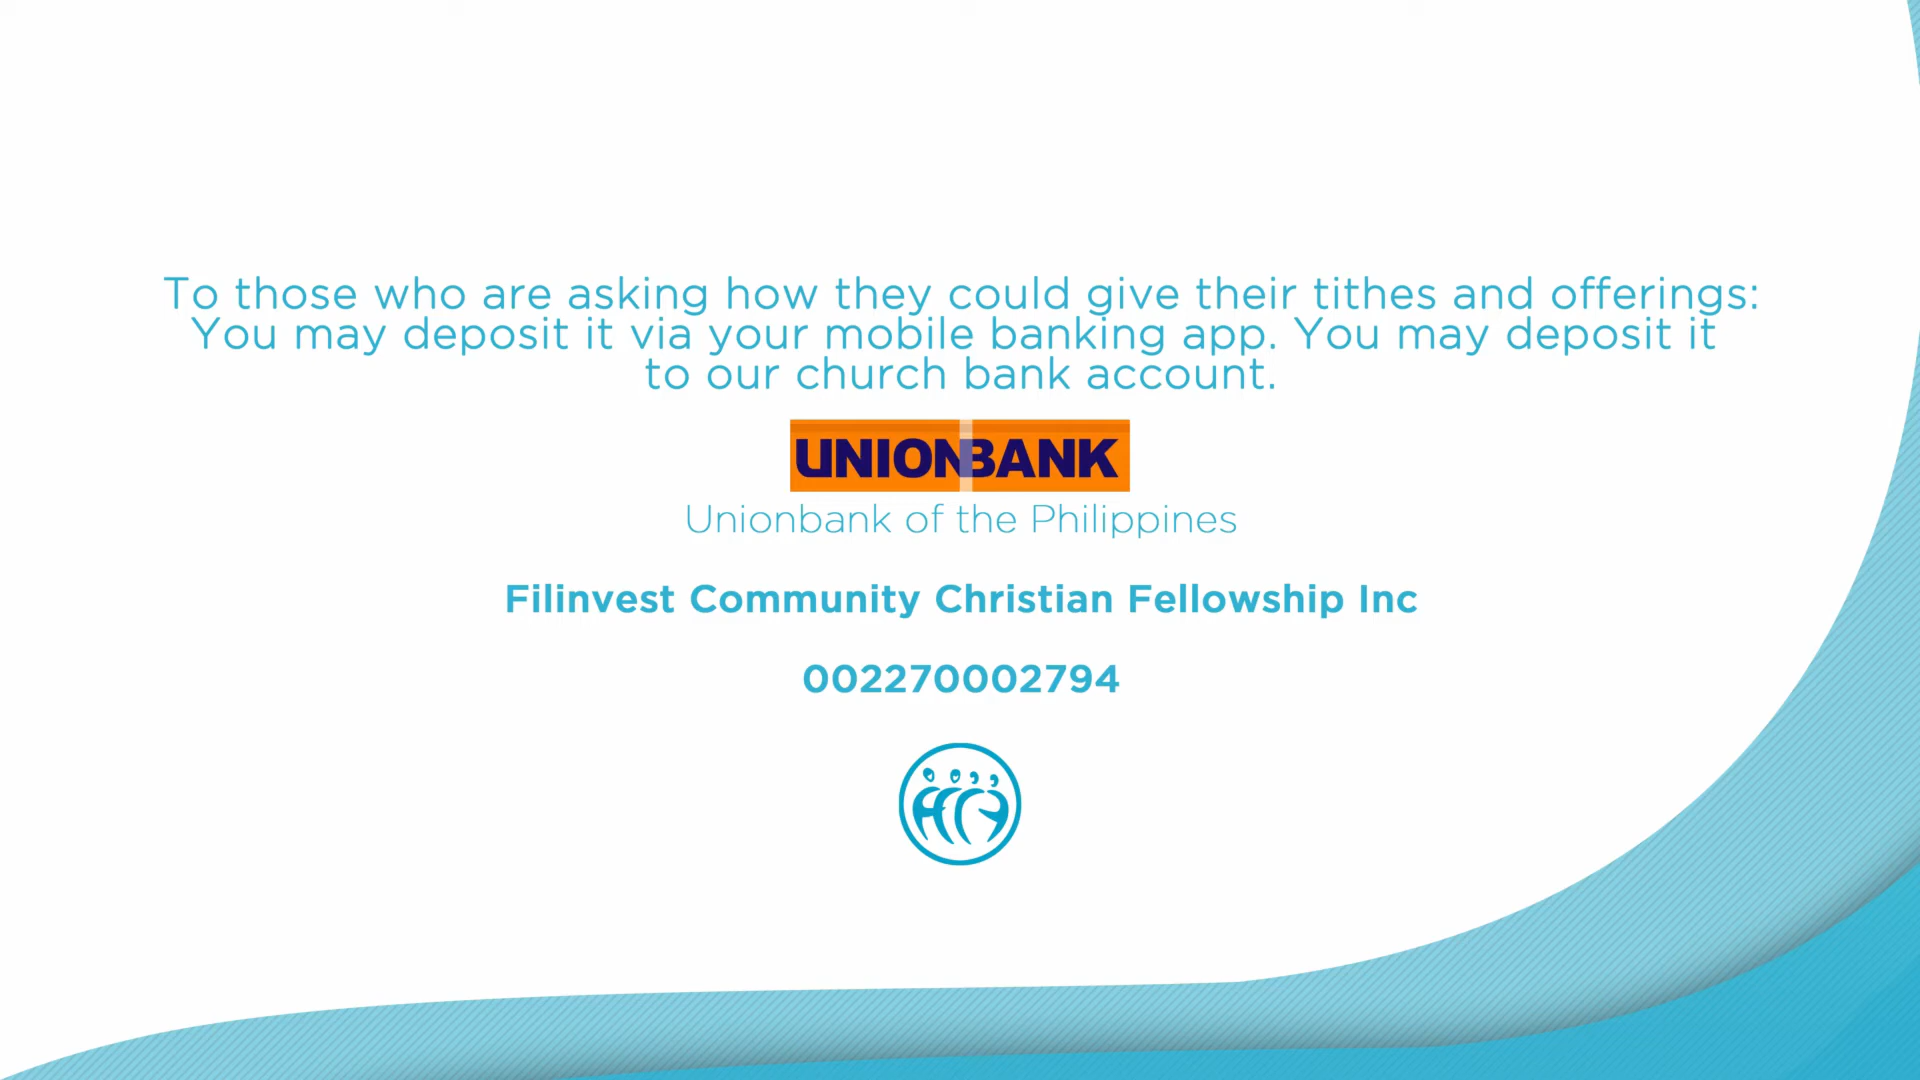 To those who are asking how they could give their tithes and offerings:
You may deposit it via your mobile banking app. You may deposit it
to our church bank account.
UNIONBANK
Unionbank of the Philippines
Filinvest Community Christian Fellowship Inc
002270002794